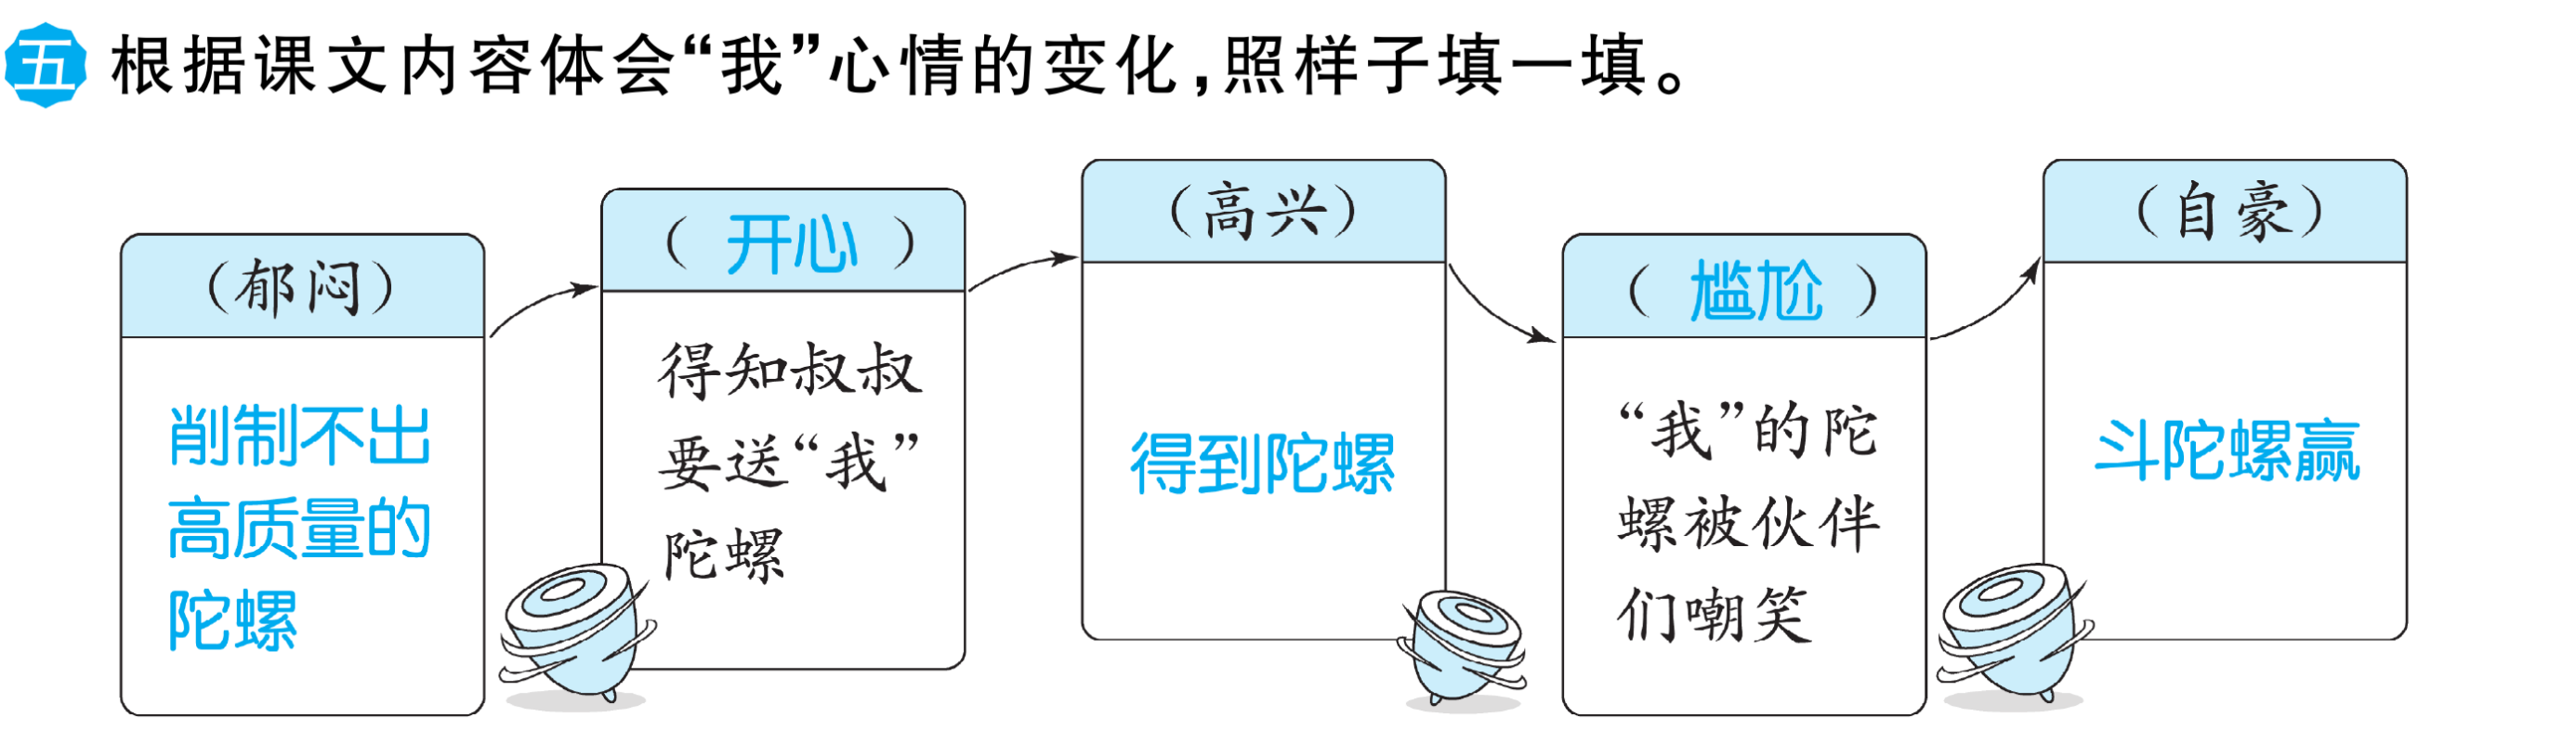 五 根据课文内容体会“我”心情的变化,照样子填一填。
(郁闷)
削制不出
高质量的
陀螺
( 开心 )
得知叔叔
要送“我”
陀螺
(高兴)
得到陀螺
( 尴尬 )
“我”的陀
螺被伙伴
们嘲笑
(自豪)
斗陀螺赢